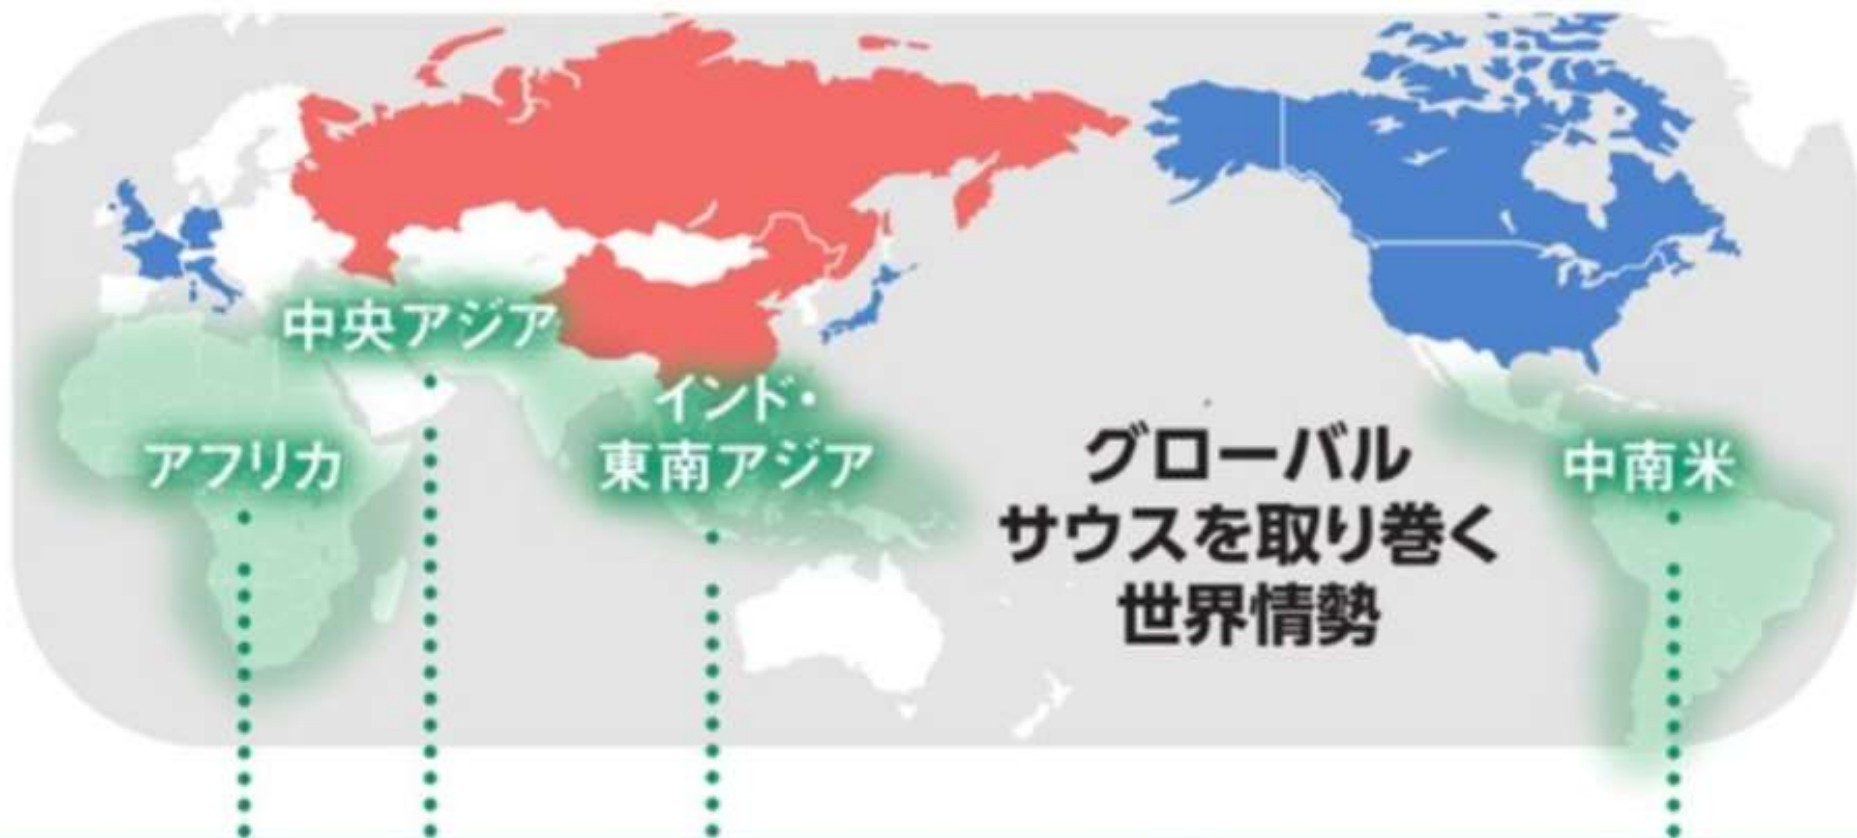 中央アジア
インド・
東南アジア
アフリカ
グローバル
サウスを取り巻く
世界情勢
中南米